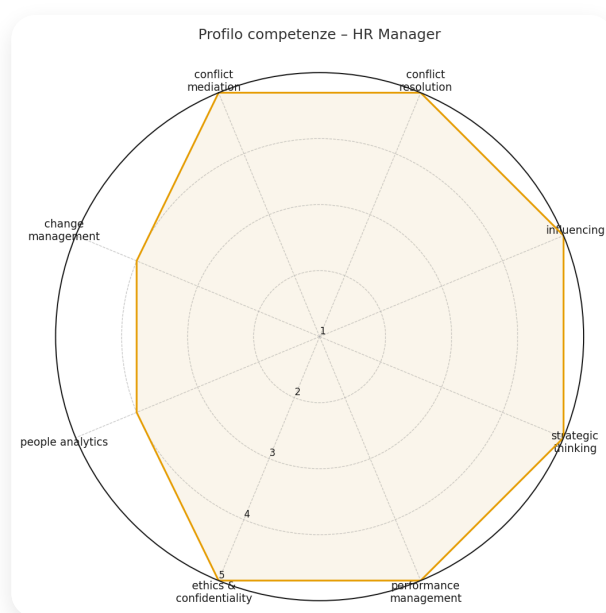 Profilo competenze – HR Manager
conflict
mediation
conflict
resolution
change
management
influencing
1
2
people analytics
strategic
thinking
3
4
5
ethics &
confidentiality
performance
management